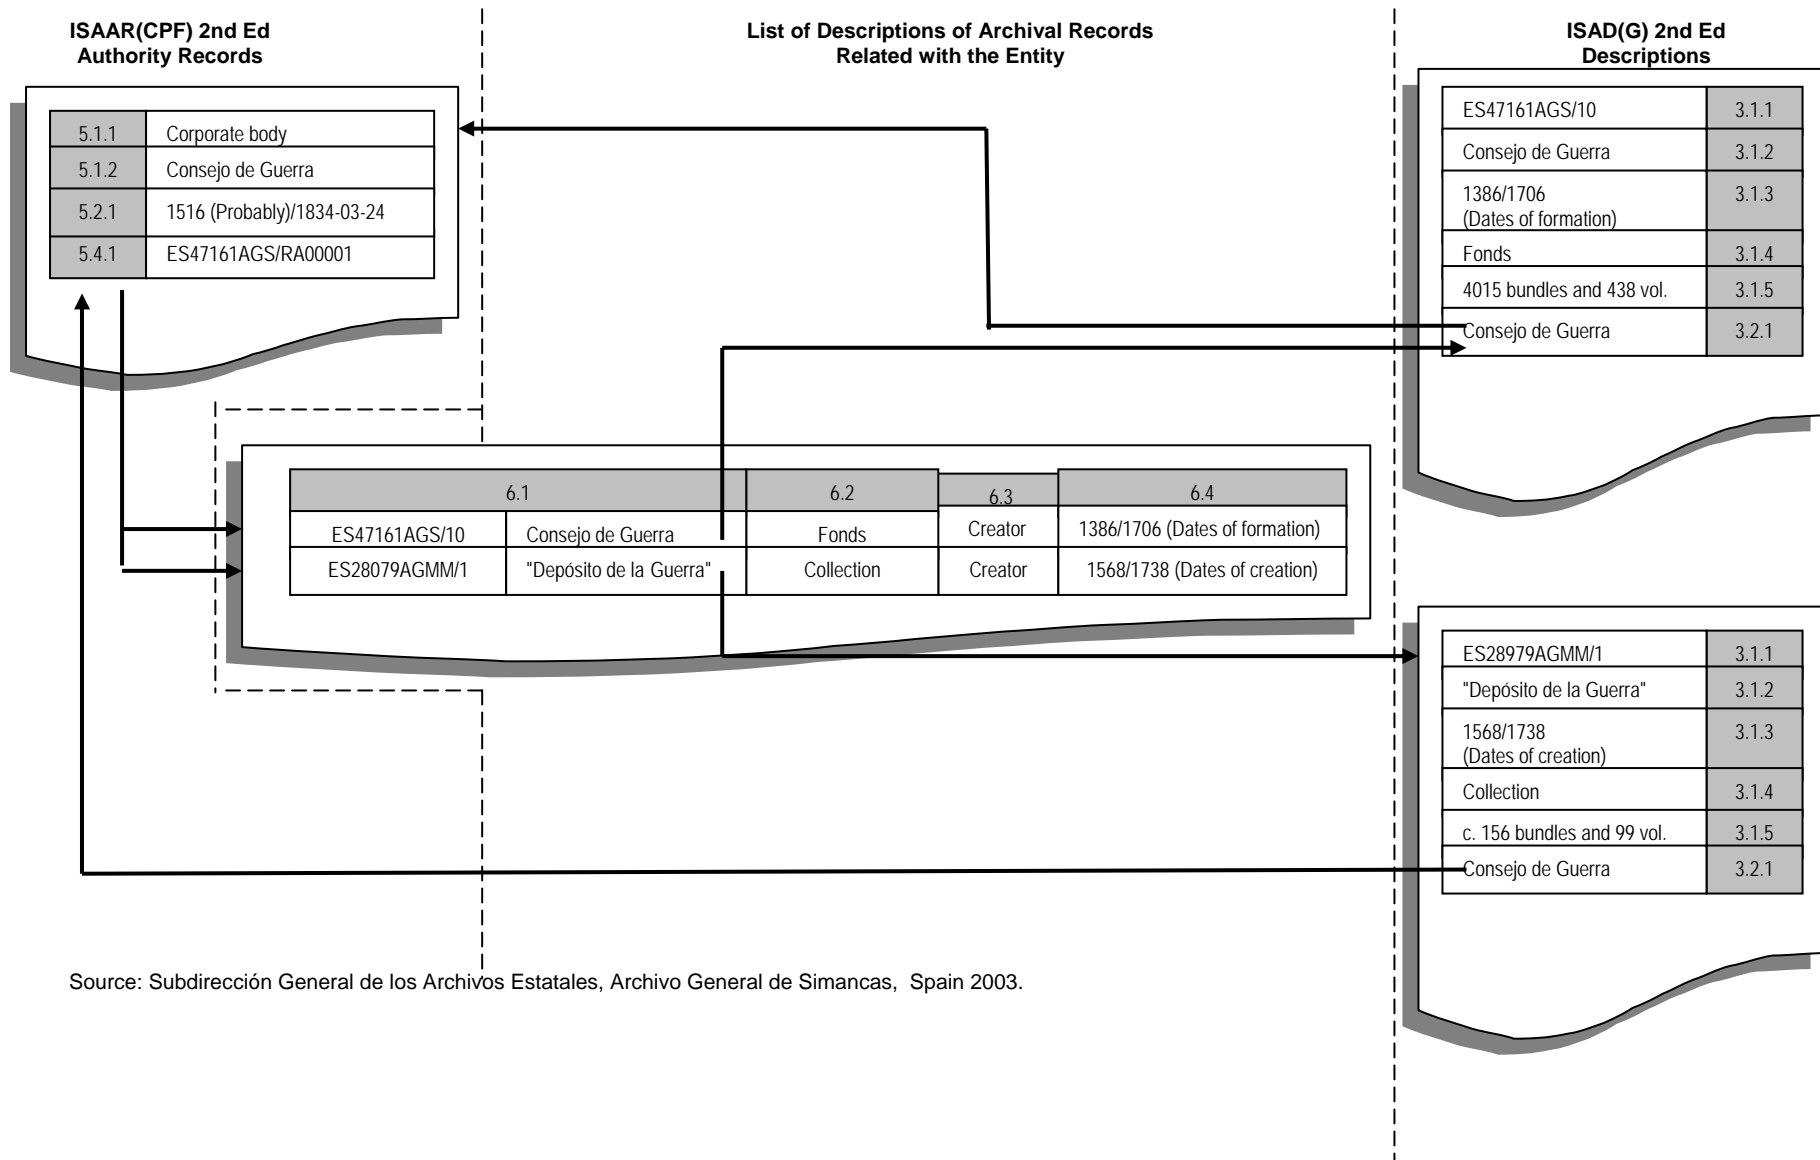 ISAAR(CPF) 2nd Ed
Authority Records
List of Descriptions of Archival Records
Related with the Entity
ISAD(G) 2nd Ed
Descriptions
5.1.1 Corporate body
5.1.2 Consejo de Guerra
5.2.1 1516 (Probably)/1834-03-24
5.4.1 ES47161AGS/RA00001
ES47161AGS/10 3.1.1
Consejo de Guerra 3.1.2
1386/1706 3.1.3
(Dates of formation)
Fonds 3.1.4
4015 bundles and 438 vol. 3.1.5
Consejo de Guerra 3.2.1
6.1 6.2 6.3 6.4
ES47161AGS/10 Consejo de Guerra Fonds Creator 1386/1706 (Dates of formation)
ES28079AGMM/1 "Depósito de la Guerra" Collection Creator 1568/1738 (Dates of creation)
ES28979AGMM/1 3.1.1
"Depósito de la Guerra" 3.1.2
1568/1738 3.1.3
(Dates of creation)
Collection 3.1.4
c. 156 bundles and 99 vol. 3.1.5
Consejo de Guerra 3.2.1
Source: Subdirección General de los Archivos Estatales, Archivo General de Simancas, Spain 2003.